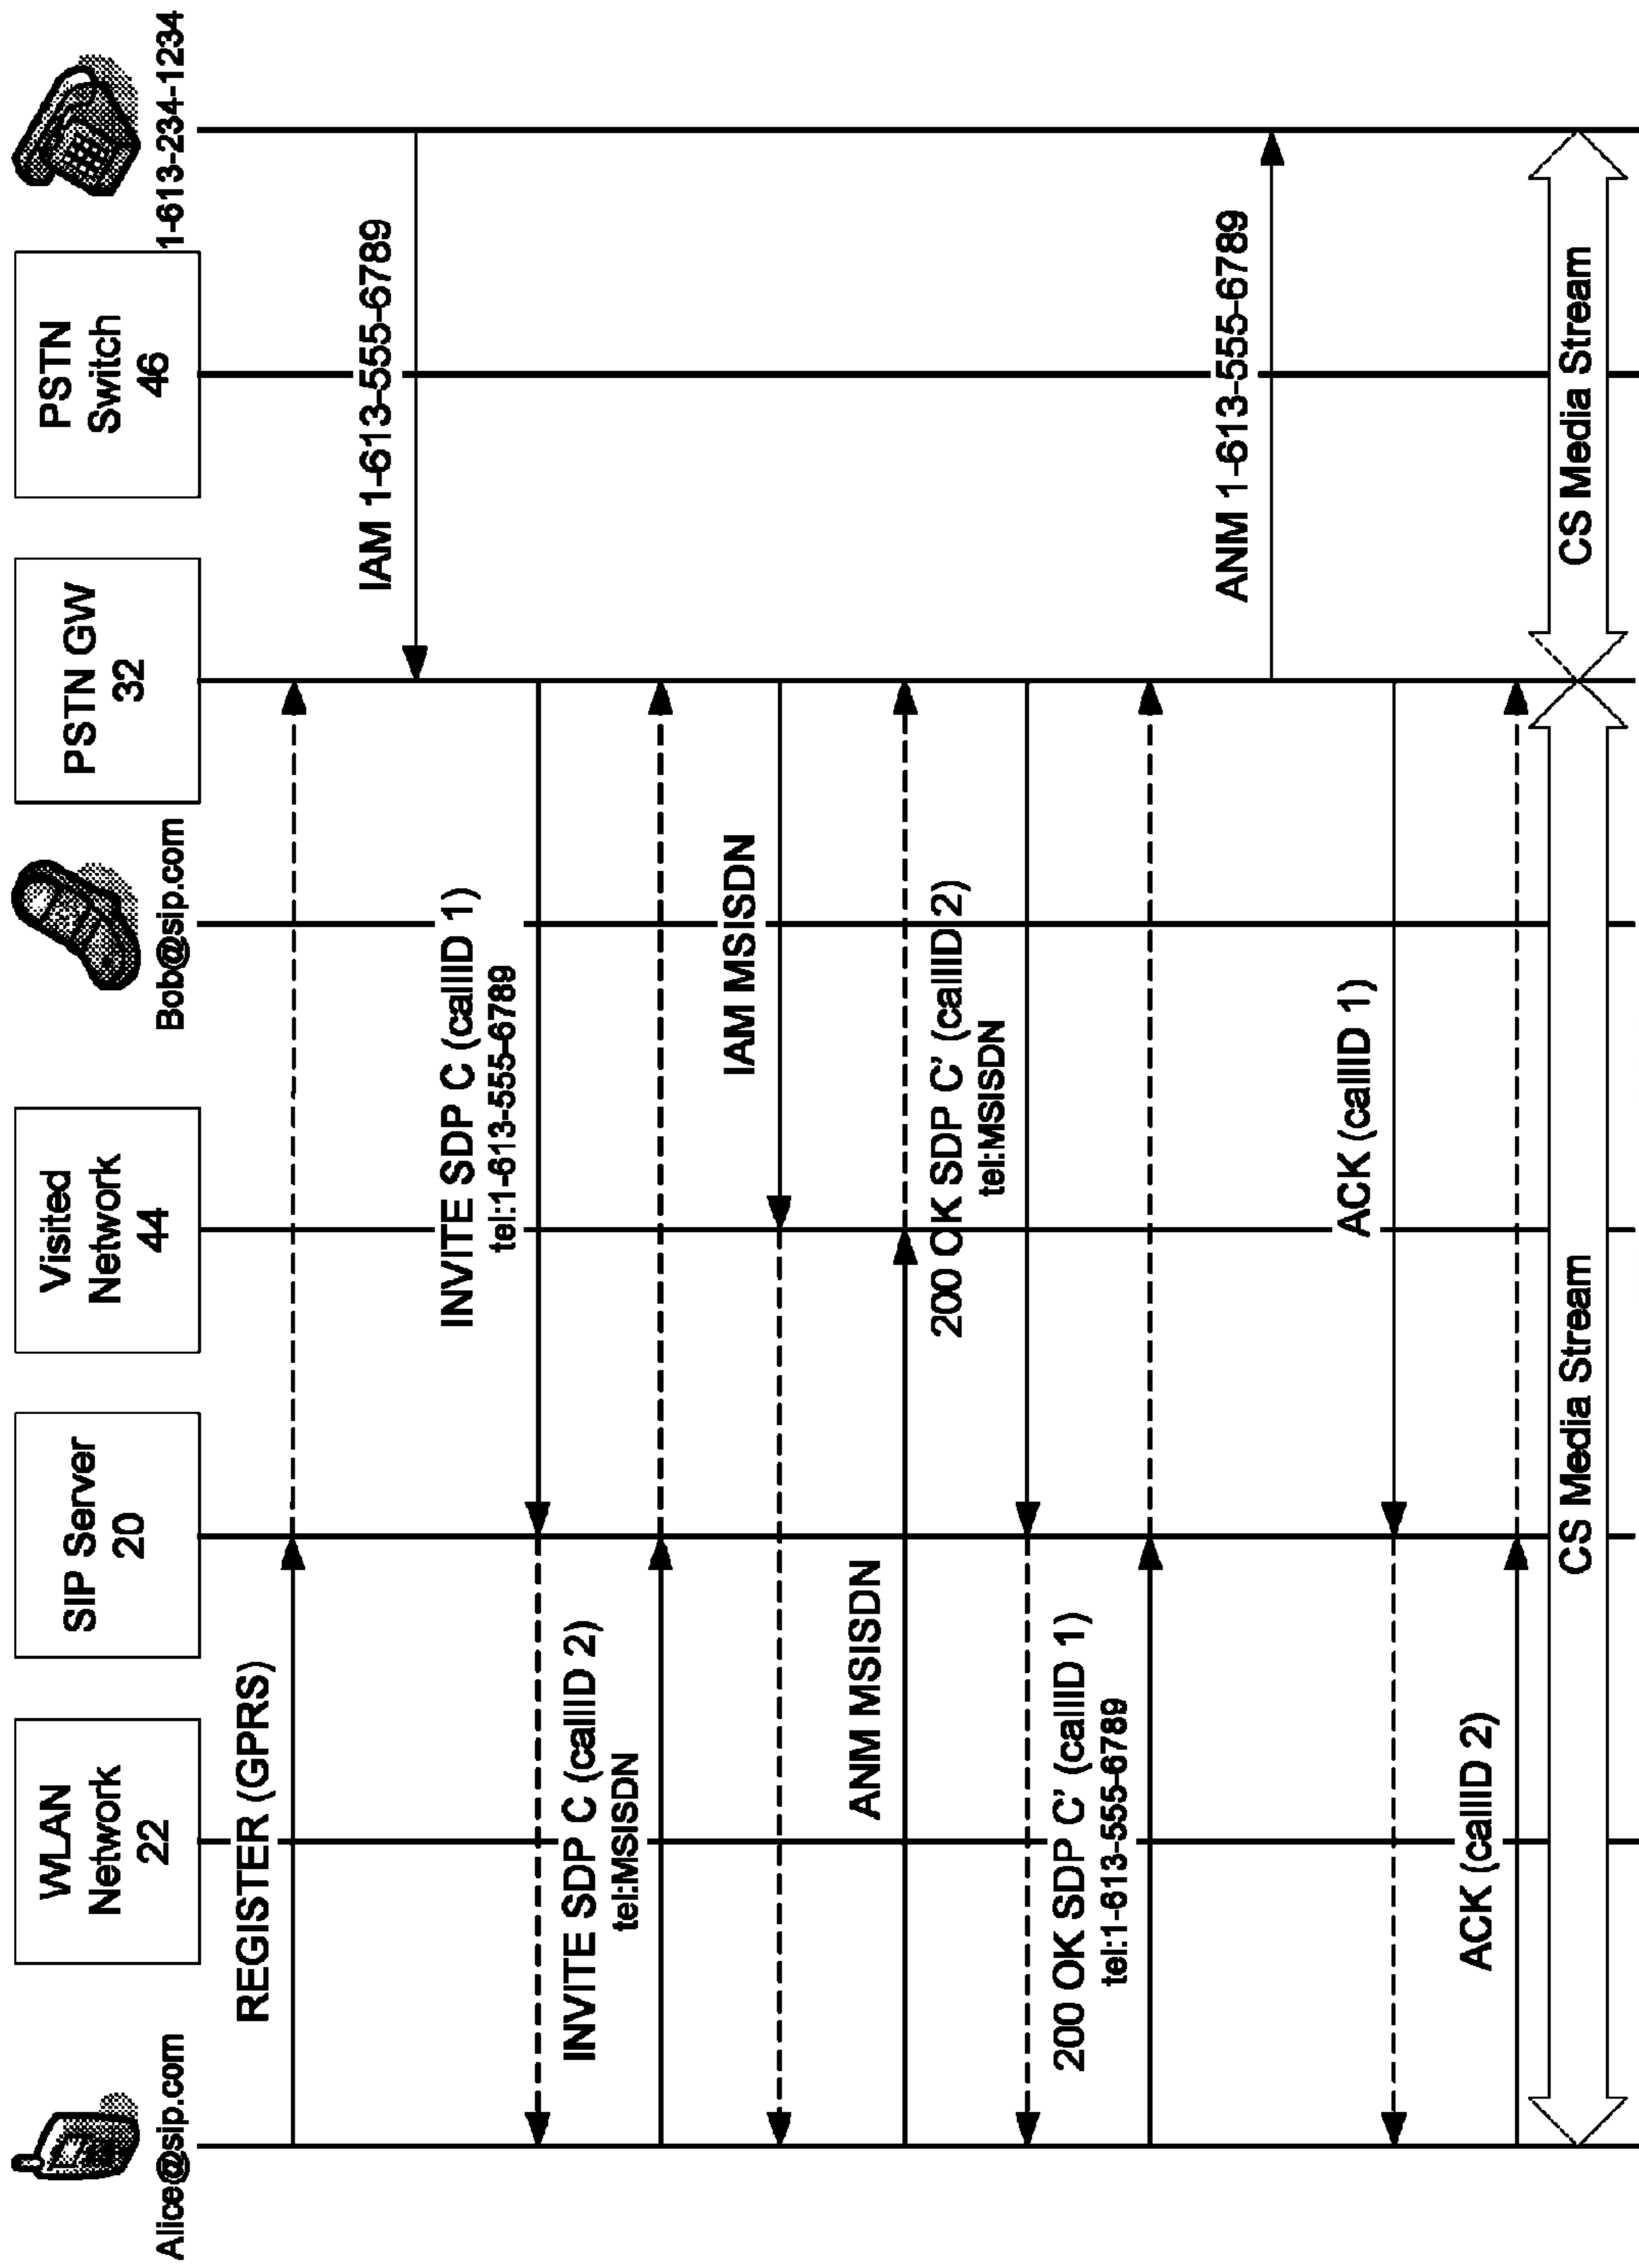 Alice@sip.com
WLAN
Network
22
SIP Server
20
Visited
Network
44
Bob@sip.com
PSTN GW
32
PSTN
Switch
46
1-613-234-1234
REGISTER (GPRS)
IAM 1-613-555-6789
INVITE SDP C (callID 1)
tel:1-613-555-6789
INVITE SDP C (callID 2)
tel:MSISDN
IAM MSISDN
ANM MSISDN
200 OK SDP C' (callID 2)
tel:MSISDN
200 OK SDP C' (callID 1)
tel:1-613-555-6789
ANM 1-613-555-6789
ACK (callID 1)
ACK (callID 2)
CS Media Stream
CS Media Stream